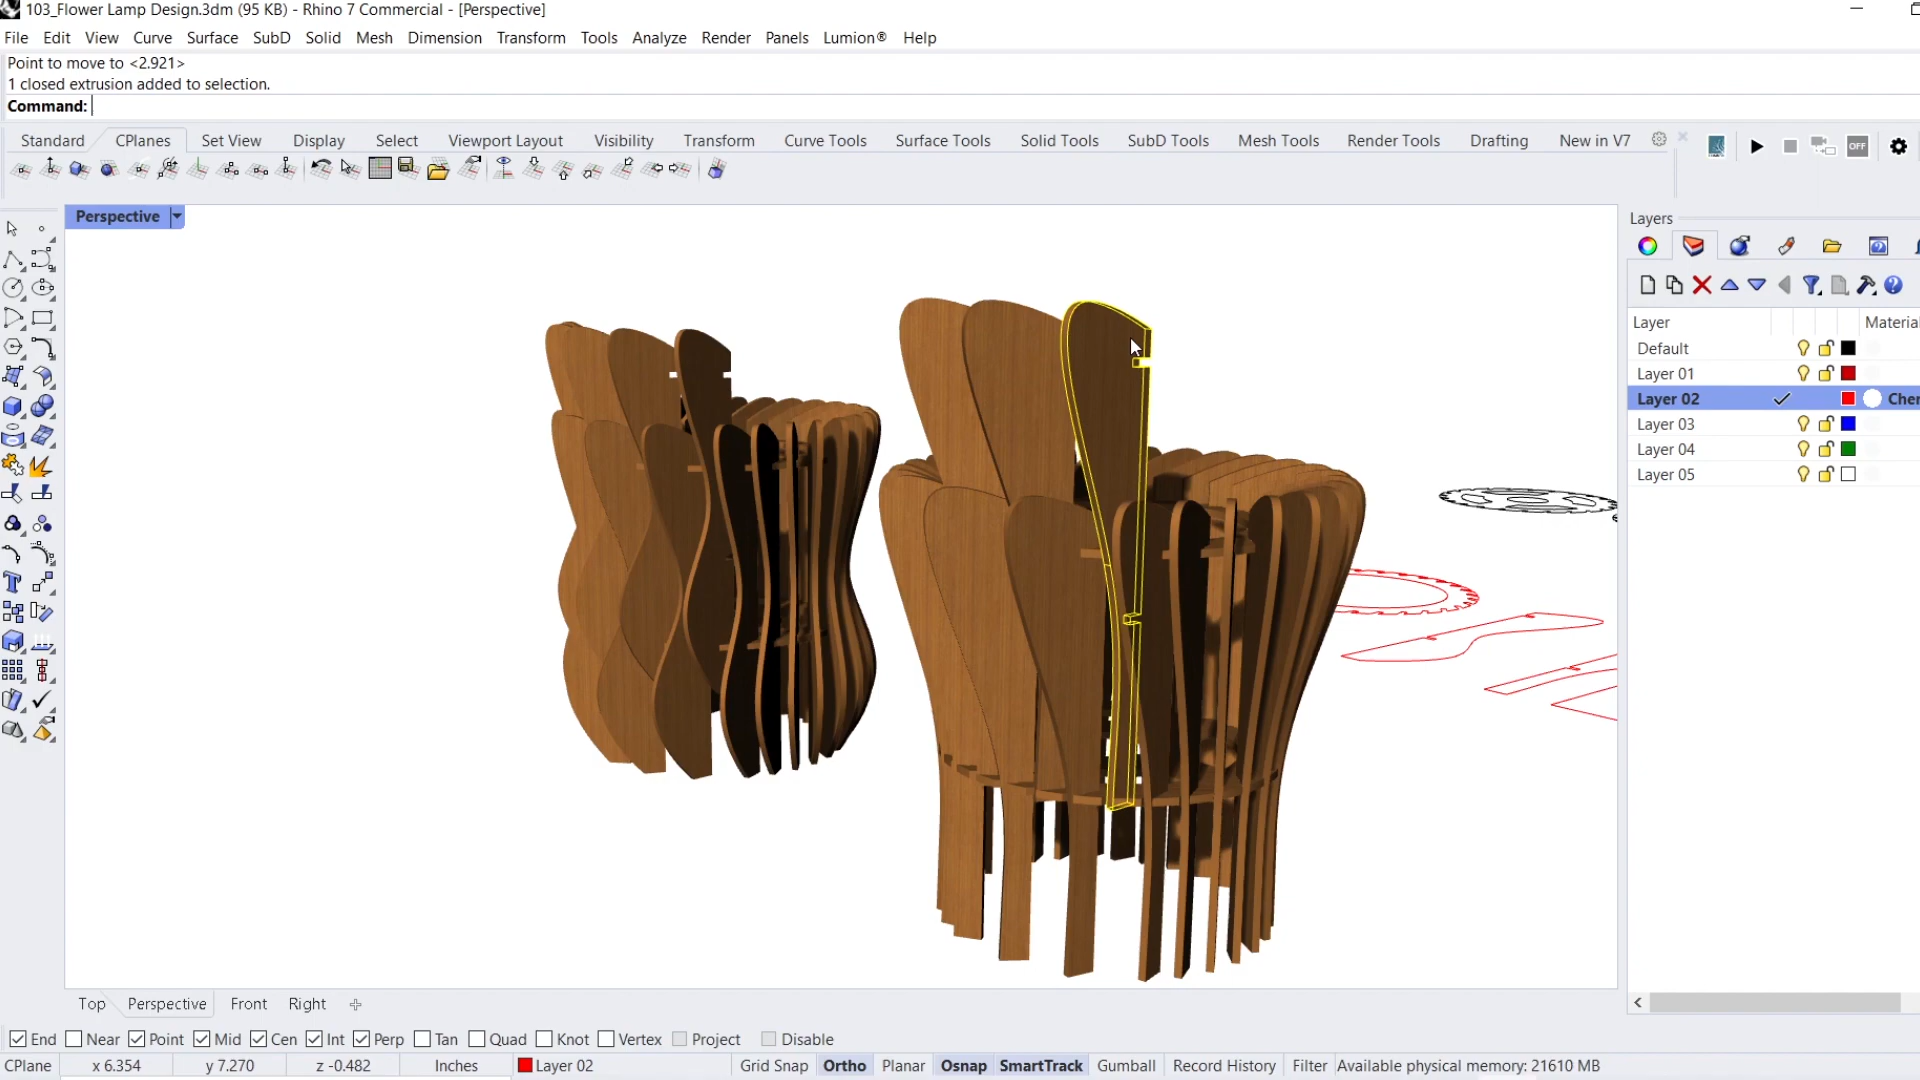 103_Flower Lamp Design.3dm (95 KB) - Rhino 7 Commercial - [Perspective]
File Edit View Curve Surface SubD Solid Mesh Dimension Transform Tools Analyze Render Panels Lumion® Help
Point to move to <2.921>
1 closed extrusion added to selection.
Command:
Standard CPlanes Set View Display Select Viewport Layout Visibility Transform Curve Tools Surface Tools Solid Tools SubD Tools Mesh Tools Render Tools Drafting New in V7
OFF
Perspective
Layers
Layer Material
Default
Layer 01
Layer 02 Cher
Layer 03
Layer 04
Layer 05
Top Perspective Front Right
End Near Point Mid Cen Int Perp Tan Quad Knot Vertex Project Disable
CPlane x 6.354 y 7.270 z -0.482 Inches Layer 02 Grid Snap Ortho Planar Osnap SmartTrack Gumball Record History Filter Available physical memory: 21610 MB